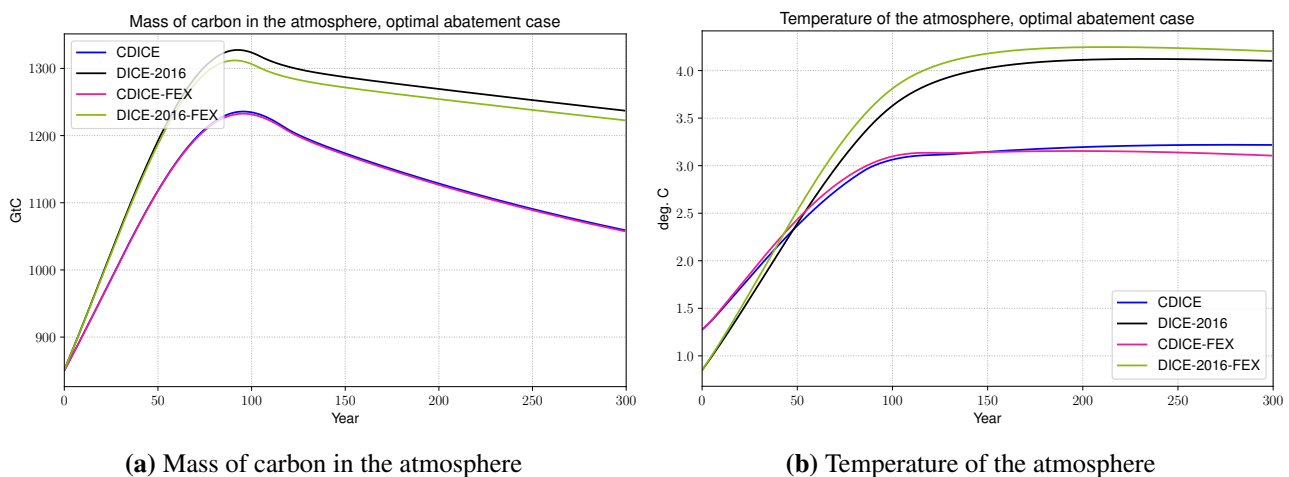 Mass of carbon in the atmosphere, optimal abatement case
CDICE
DICE-2016
CDICE-FEX
DICE-2016-FEX
1300
1200
1100
1000
900
GtC
0 50 100 150 200 250 300
Year
(a) Mass of carbon in the atmosphere
Temperature of the atmosphere, optimal abatement case
4.0
3.5
3.0
2.5
2.0
1.5
1.0
deg. C
CDICE
DICE-2016
CDICE-FEX
DICE-2016-FEX
0 50 100 150 200 250 300
Year
(b) Temperature of the atmosphere